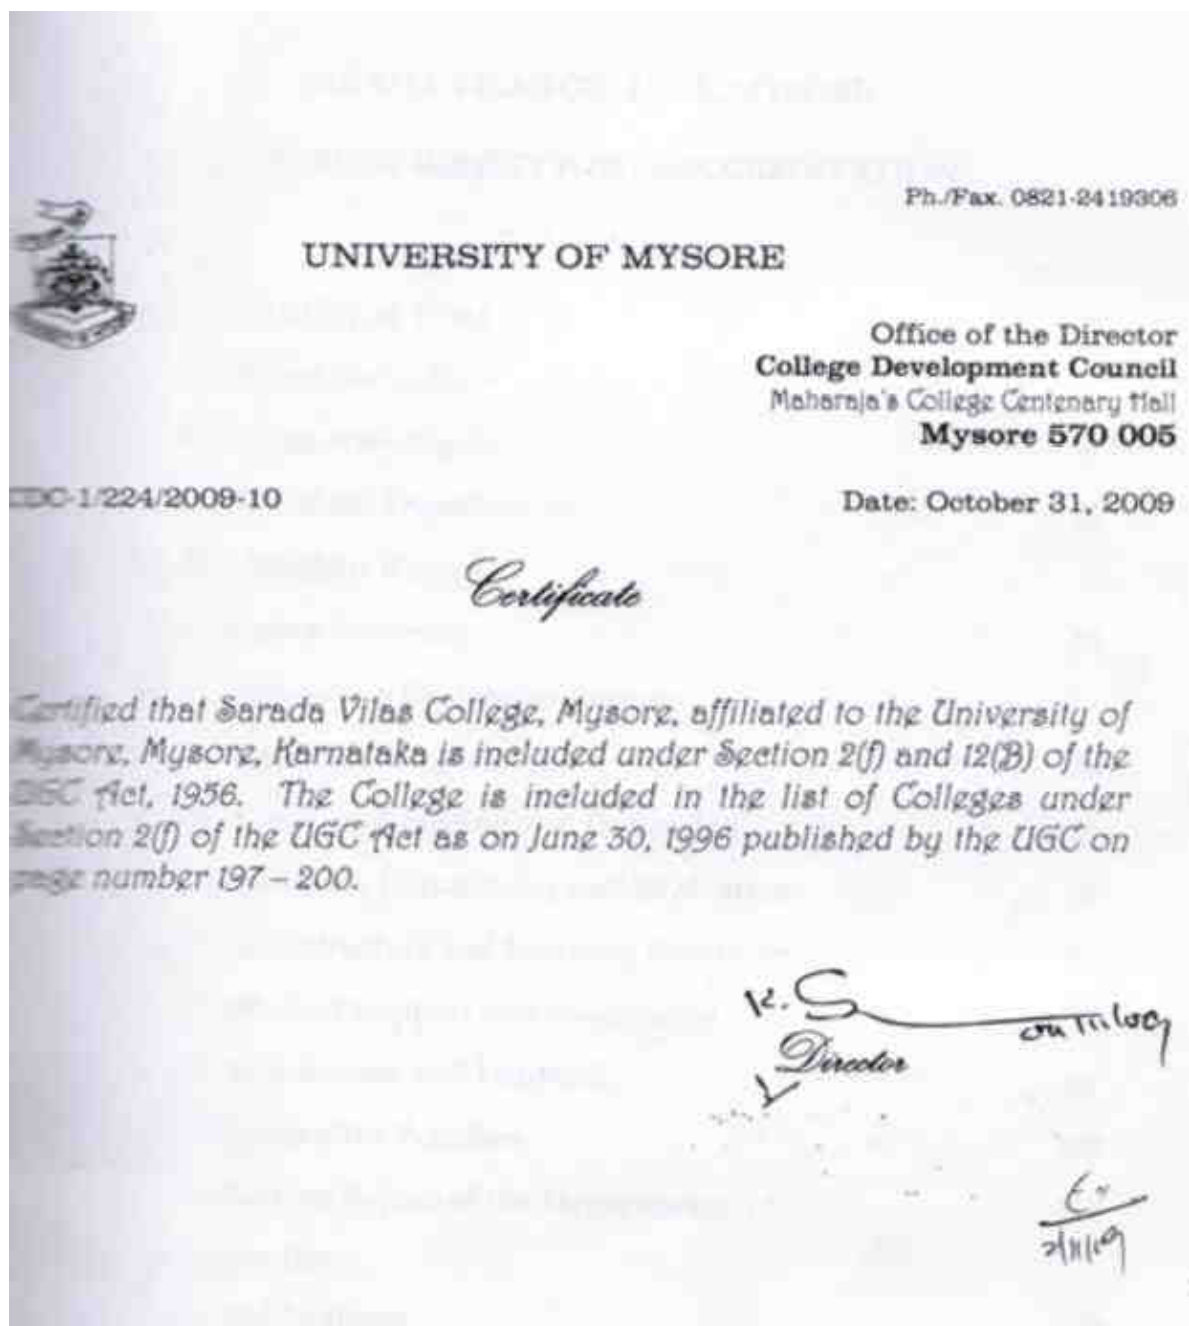 Ph./Fax. 0821-2419306
UNIVERSITY OF MYSORE
Office of the Director
College Development Council
Maharaja's College Centenary Hall
Mysore 570 005
CDC-1/224/2009-10
Date: October 31, 2009
Certificate
Certified that Sarada Vilas College, Mysore, affiliated to the University of
Mysore, Mysore, Karnataka is included under Section 2(f) and 12(B) of the
UGC Act, 1956. The College is included in the list of Colleges under
Section 2(f) of the UGC Act as on June 30, 1996 published by the UGC on
page number 197 – 200.
K. S
Director
2/11/09